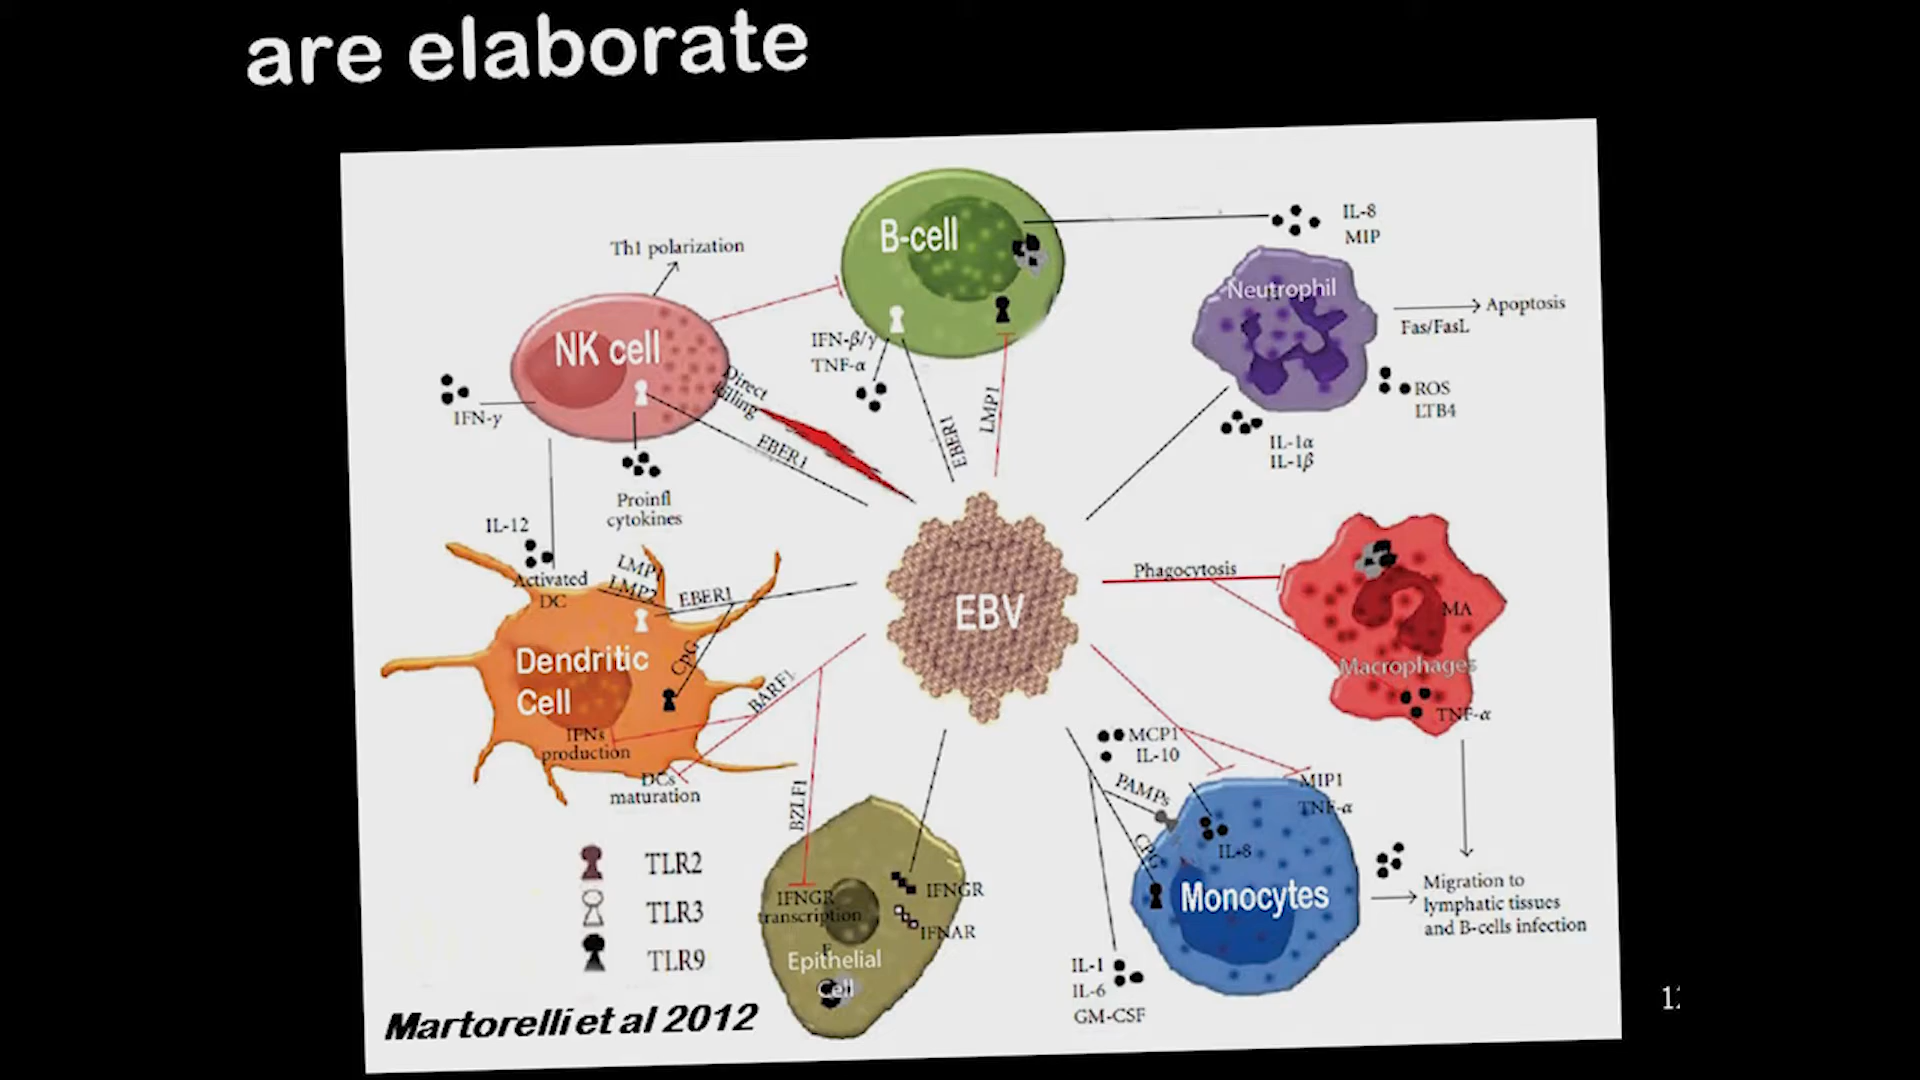 are elaborate
B-cell
IL-8
MIP
Th1 polarization
Neutrophil
Apoptosis
Fas/FasL
NK cell
IFN-β/γ
TNF-α
Direct
killing
EBER1
EBER1
LMP1
ROS
LTB4
IFN-γ
IL-1α
IL-1β
Proinfl
cytokines
IL-12
Activated
DC
LMP1
LMP2
EBER1
CpG
EBV
Phagocytosis
MA
Macrophages
TNF-α
Dendritic
Cell
IFNs
production
DCs
maturation
BARF1
BZLF1
MCP1
IL-10
PAMPs
CPG
MIP1
TNF-α
IL-8
Monocytes
Migration to
lymphatic tissues
and B-cells infection
TLR2
TLR3
TLR9
IFNGR
transcription
IFNGR
IFNAR
Epithelial
Cell
IL-1
IL-6
GM-CSF
Martorelli et al 2012